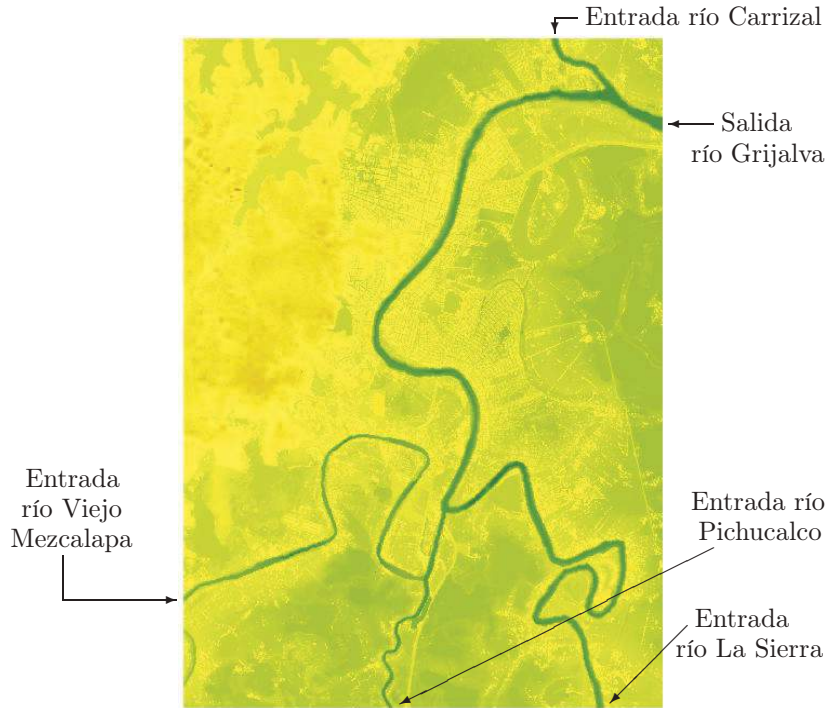 Entrada río Carrizal
Salida
río Grijalva
Entrada
río Viejo
Mezcalapa
Entrada río
Pichucalco
Entrada
río La Sierra